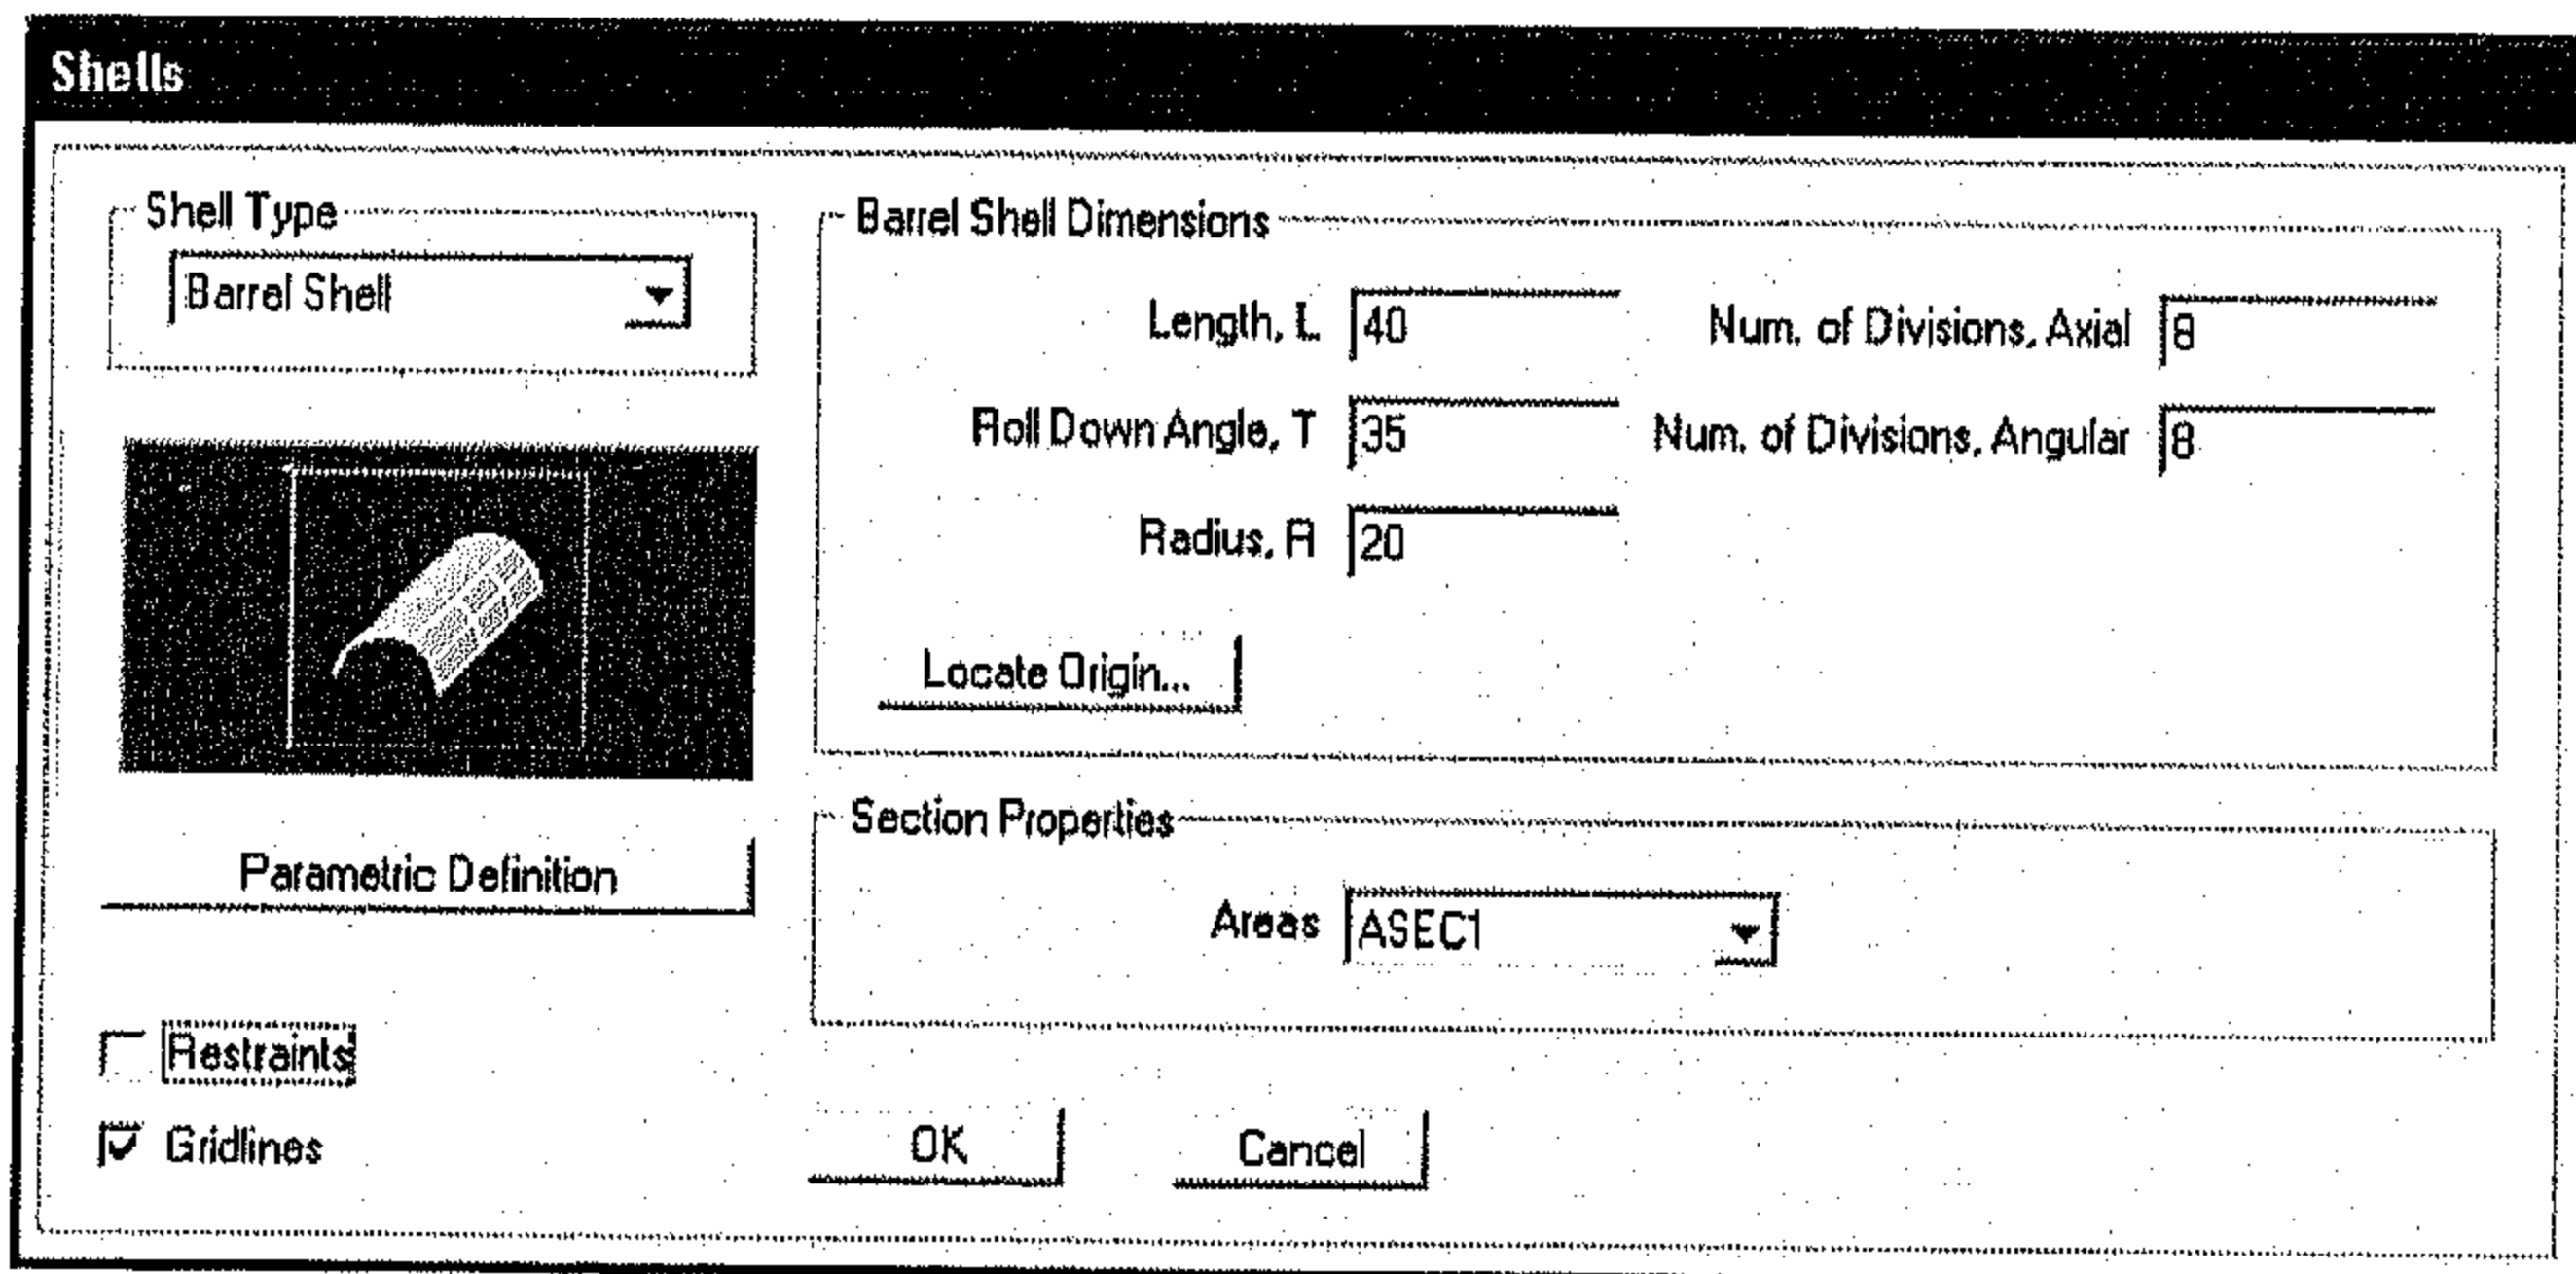 Shells
Shell Type
Barrel Shell
Barrel Shell Dimensions
Length, L 40 Num. of Divisions, Axial 8
Roll Down Angle, T 35 Num. of Divisions, Angular 8
Radius, R 20
Locate Origin...
Parametric Definition
Section Properties
Areas ASEC1
Restraints
Gridlines
OK Cancel